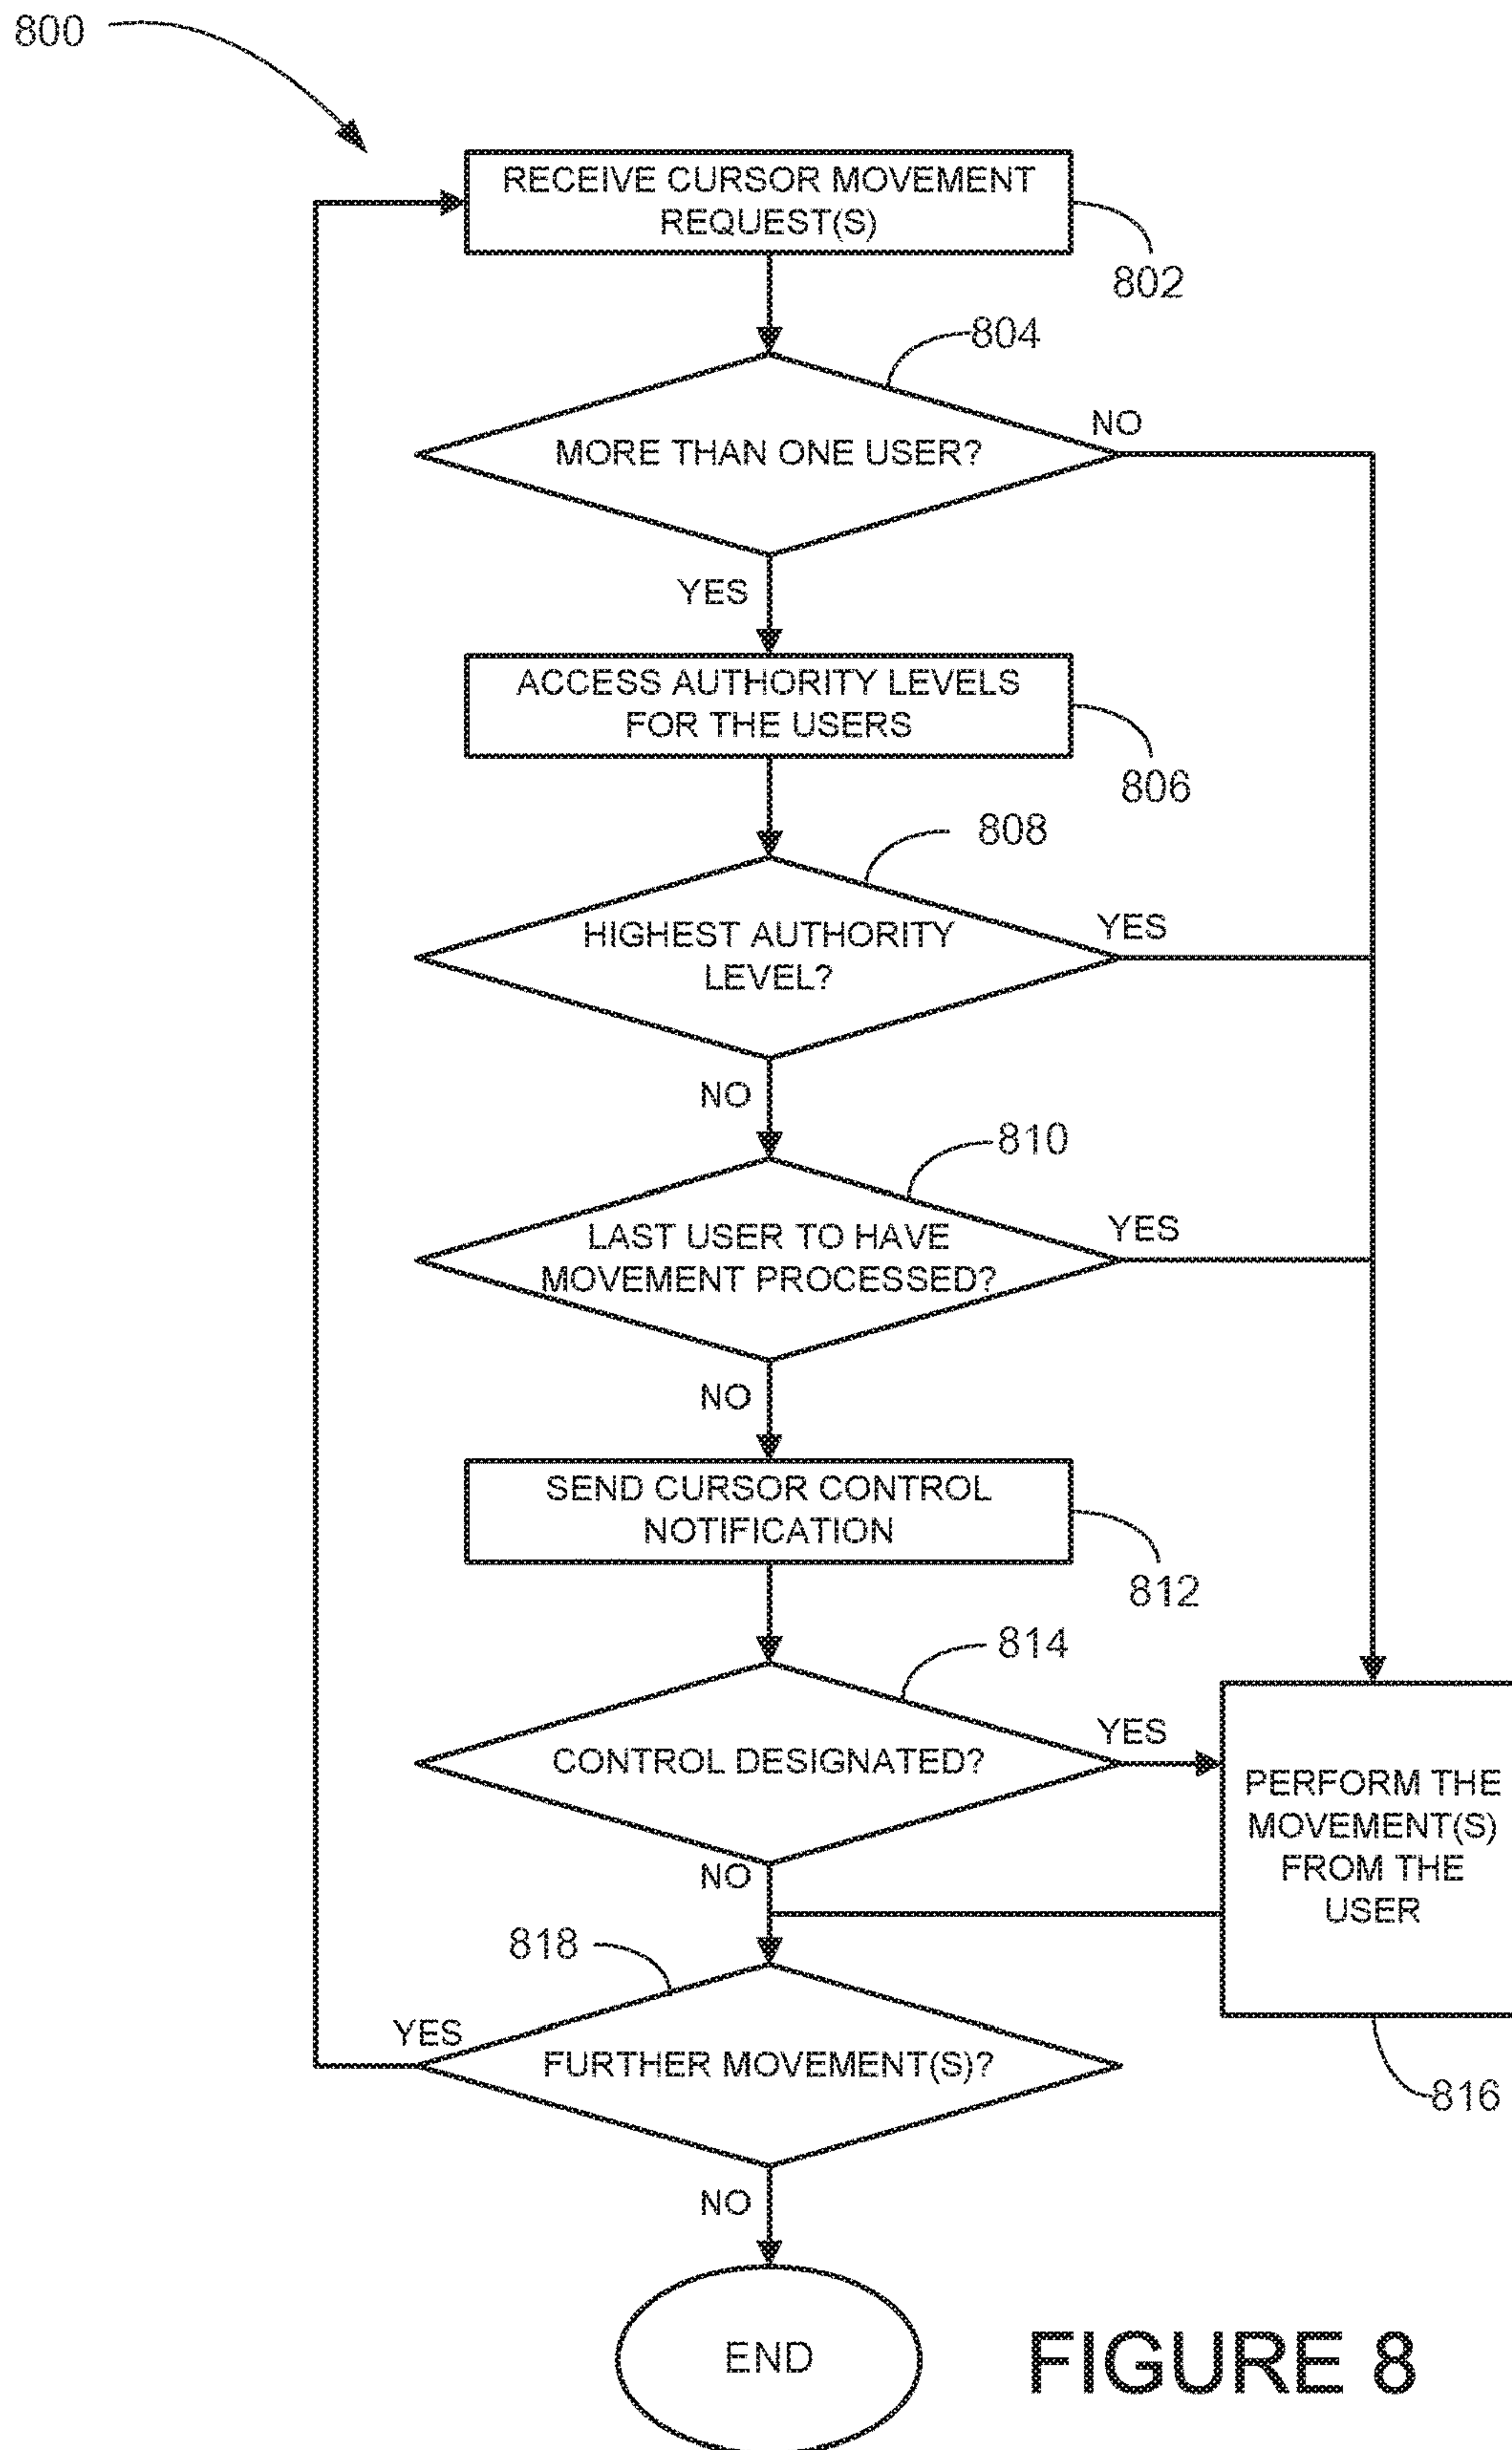 800
RECEIVE CURSOR MOVEMENT
REQUEST(S)
802
804
MORE THAN ONE USER?
NO
YES
ACCESS AUTHORITY LEVELS
FOR THE USERS
806
808
HIGHEST AUTHORITY
LEVEL?
YES
NO
810
LAST USER TO HAVE
MOVEMENT PROCESSED?
YES
NO
SEND CURSOR CONTROL
NOTIFICATION
812
814
CONTROL DESIGNATED?
YES
NO
PERFORM THE
MOVEMENT(S)
FROM THE
USER
816
818
FURTHER MOVEMENT(S)?
YES
NO
END
FIGURE 8